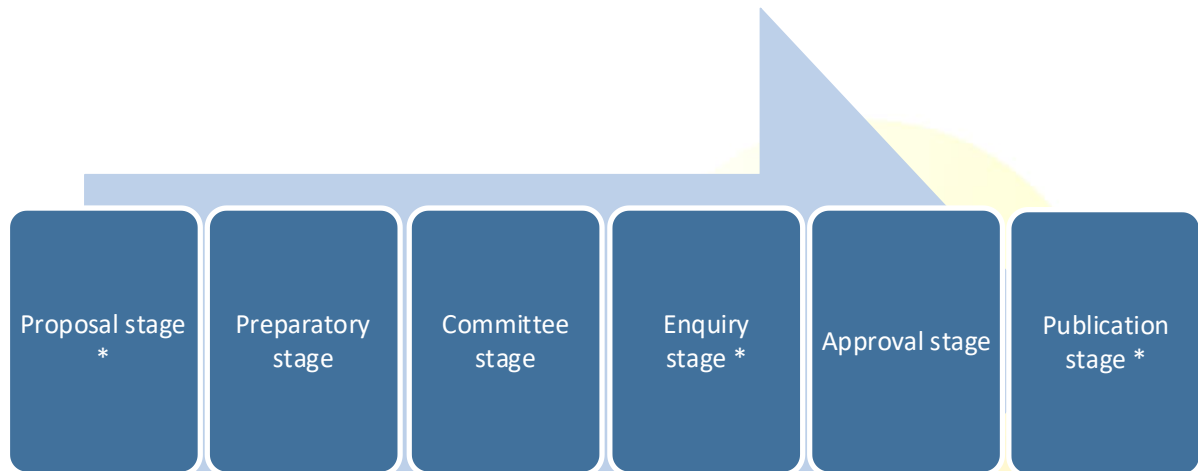 Proposal stage
*
Preparatory
stage
Committee
stage
Enquiry
stage *
Approval stage
Publication
stage *